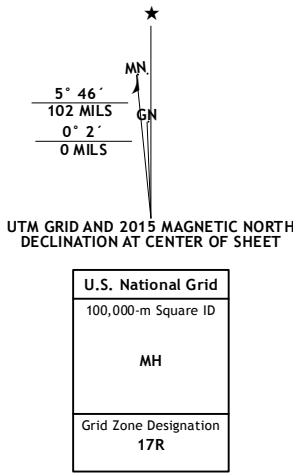 ★
MN.
5° 46´
102 MILS
GN
0° 2´
0 MILS
UTM GRID AND 2015 MAGNETIC NORTH
DECLINATION AT CENTER OF SHEET
U.S. National Grid
100,000-m Square ID
MH
Grid Zone Designation
17R